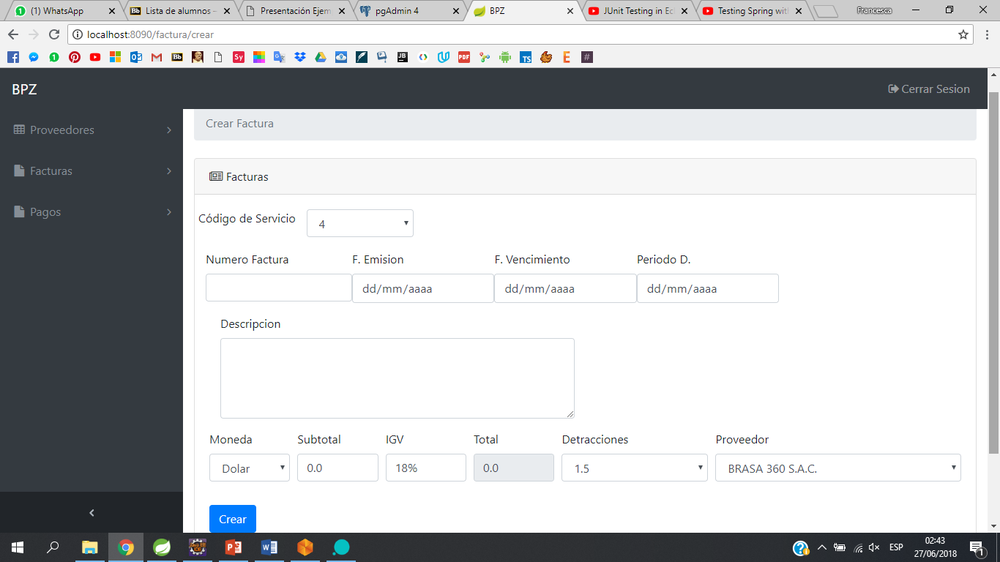 (1) WhatsApp
Lista de alumnos –
Presentación Ejem
pgAdmin 4
BPZ
JUnit Testing in Ec
Testing Spring wit
Francesca
localhost:8090/factura/crear
BPZ
Cerrar Sesion
Proveedores
Facturas
Pagos
Crear Factura
Facturas
Código de Servicio
4
Numero Factura
F. Emision
F. Vencimiento
Periodo D.
dd/mm/aaaa
dd/mm/aaaa
dd/mm/aaaa
Descripcion
Moneda
Subtotal
IGV
Total
Detracciones
Proveedor
Dolar
0.0
18%
0.0
1.5
BRASA 360 S.A.C.
Crear
ESP
02:43
27/06/2018